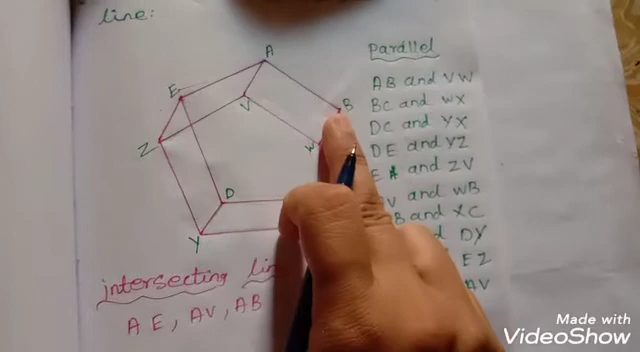 line:
A
B
E
V
Z
W
D
Y
Parallel
AB and VW
BC and WX
DC and YX
DE and YZ
EA and ZV
V and WB
B and XC
DY
EZ
AV
intersecting
AE, AV, AB
Made with
VideoShow